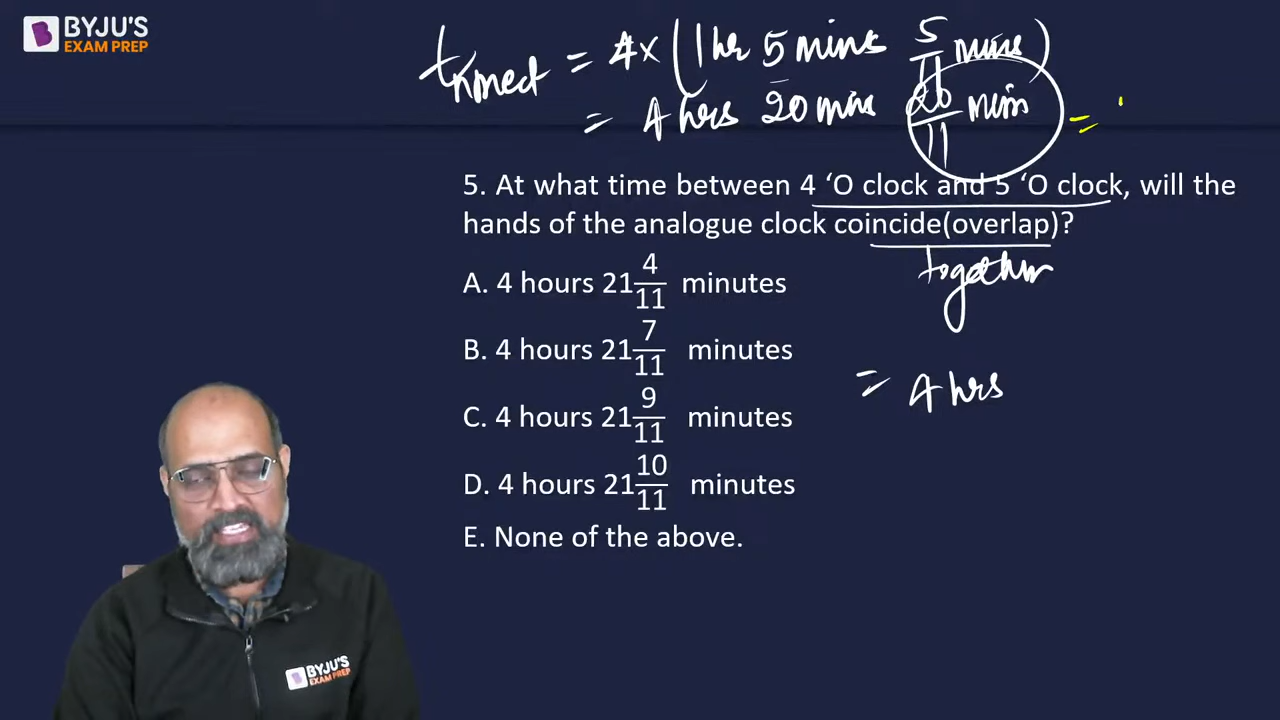 BYJU'S
EXAM PREP
= 4x (1 hr 5 mins 5/11 mins)
= 4 hrs 20 mins 20/11 mins =
5. At what time between 4 ‘O clock and 5 ‘O clock, will the
hands of the analogue clock coincide(overlap)?
together
A. 4 hours 21 4/11 minutes
B. 4 hours 21 7/11 minutes
= 4 hrs
C. 4 hours 21 9/11 minutes
D. 4 hours 21 10/11 minutes
E. None of the above.
BYJU'S
EXAM PREP